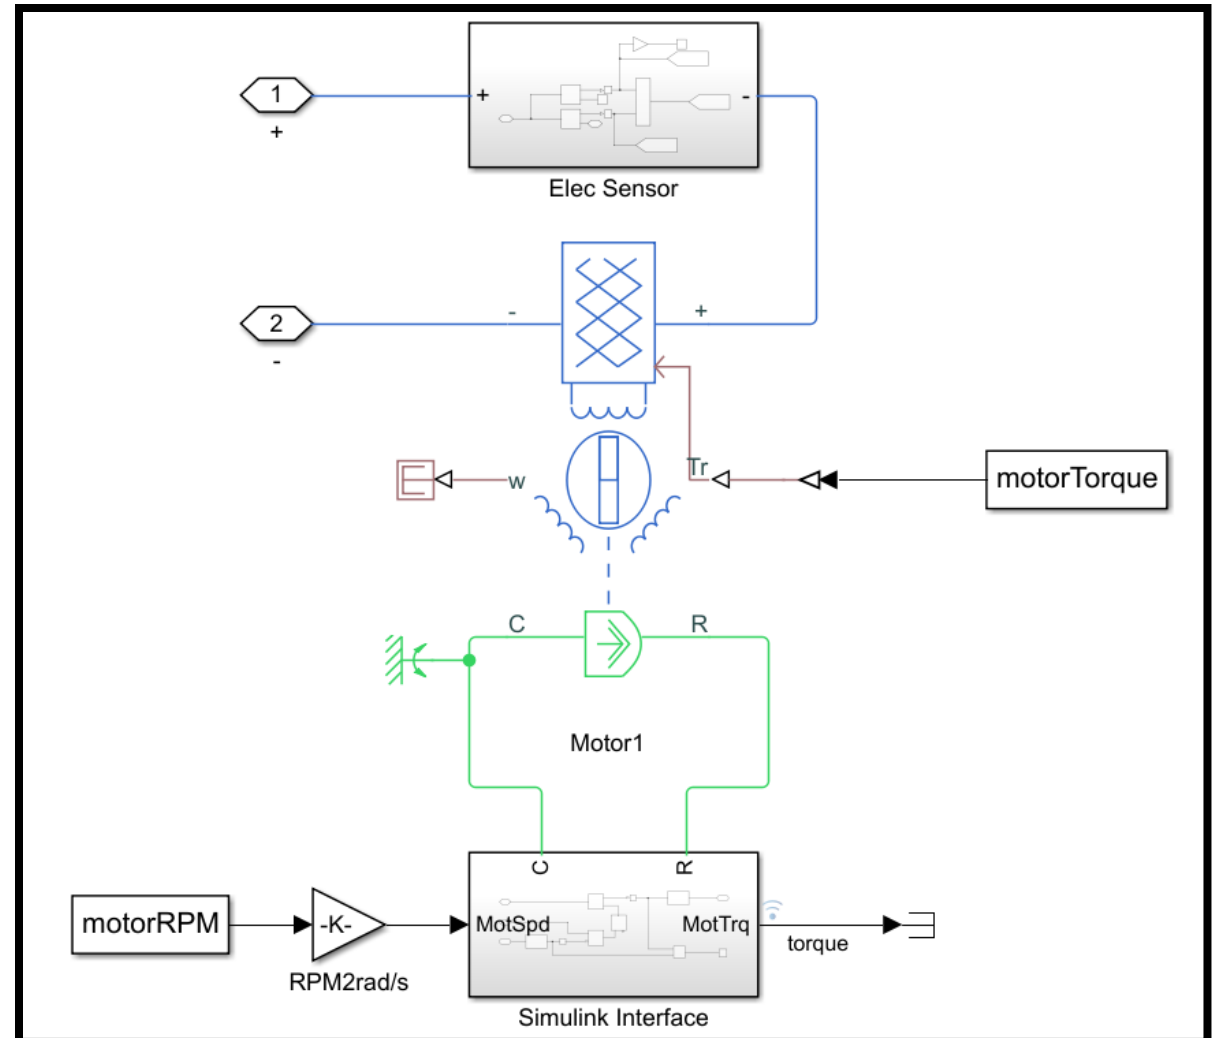 1
+
+
-
Elec Sensor
2
-
-
+
w
Tr
motorTorque
C
R
Motor1
C
R
motorRPM
-K-
RPM2rad/s
MotSpd
MotTrq
torque
Simulink Interface